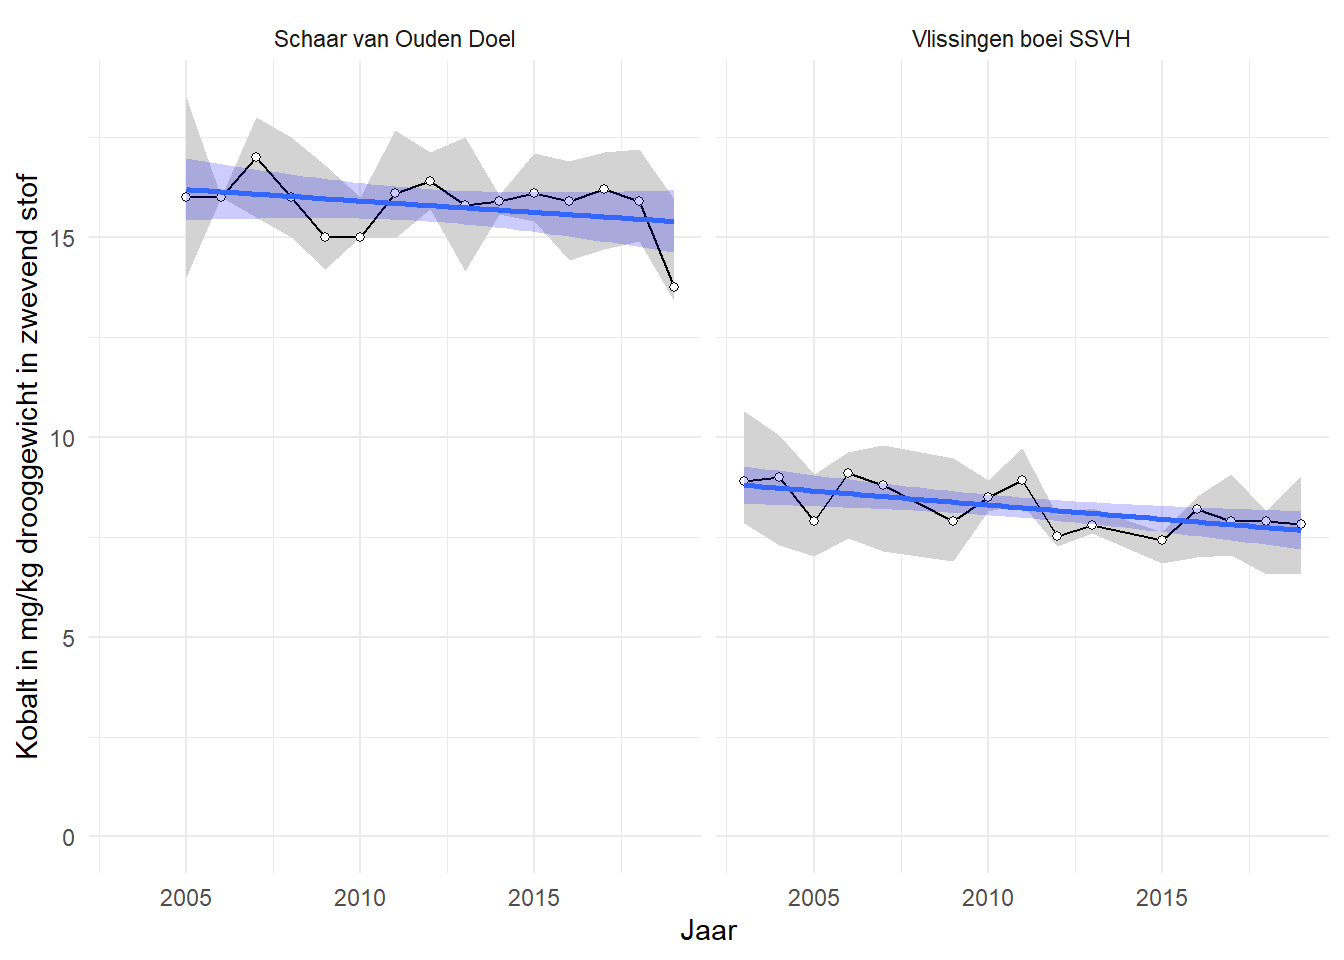 Schaar van Ouden Doel
Vlissingen boei SSVH
Kobalt in mg/kg drooggewicht in zwevend stof
15
10
5
0
2005 2010 2015
2005 2010 2015
Jaar